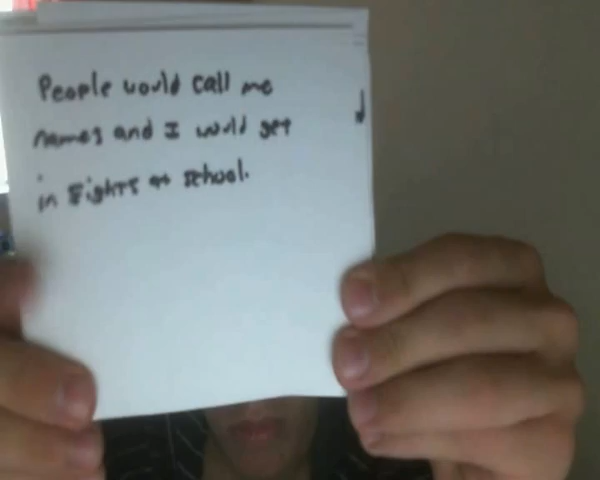 People would call me
names and I would get
in Fights at school.